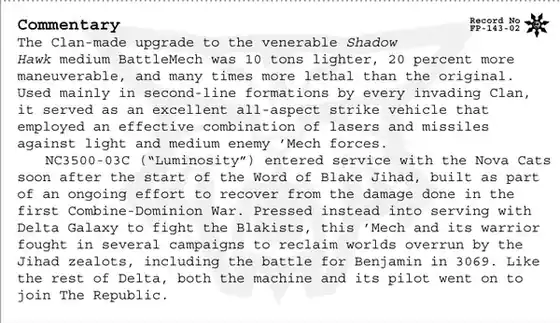 Commentary
Record No
FP-143-02
The Clan-made upgrade to the venerable Shadow
Hawk medium BattleMech was 10 tons lighter, 20 percent more
maneuverable, and many times more lethal than the original.
Used mainly in second-line formations by every invading Clan,
it served as an excellent all-aspect strike vehicle that
employed an effective combination of lasers and missiles
against light and medium enemy ’Mech forces.
NC3500-03C (“Luminosity”) entered service with the Nova Cats
soon after the start of the Word of Blake Jihad, built as part
of an ongoing effort to recover from the damage done in the
first Combine-Dominion War. Pressed instead into serving with
Delta Galaxy to fight the Blakists, this ’Mech and its warrior
fought in several campaigns to reclaim worlds overrun by the
Jihad zealots, including the battle for Benjamin in 3069. Like
the rest of Delta, both the machine and its pilot went on to
join The Republic.